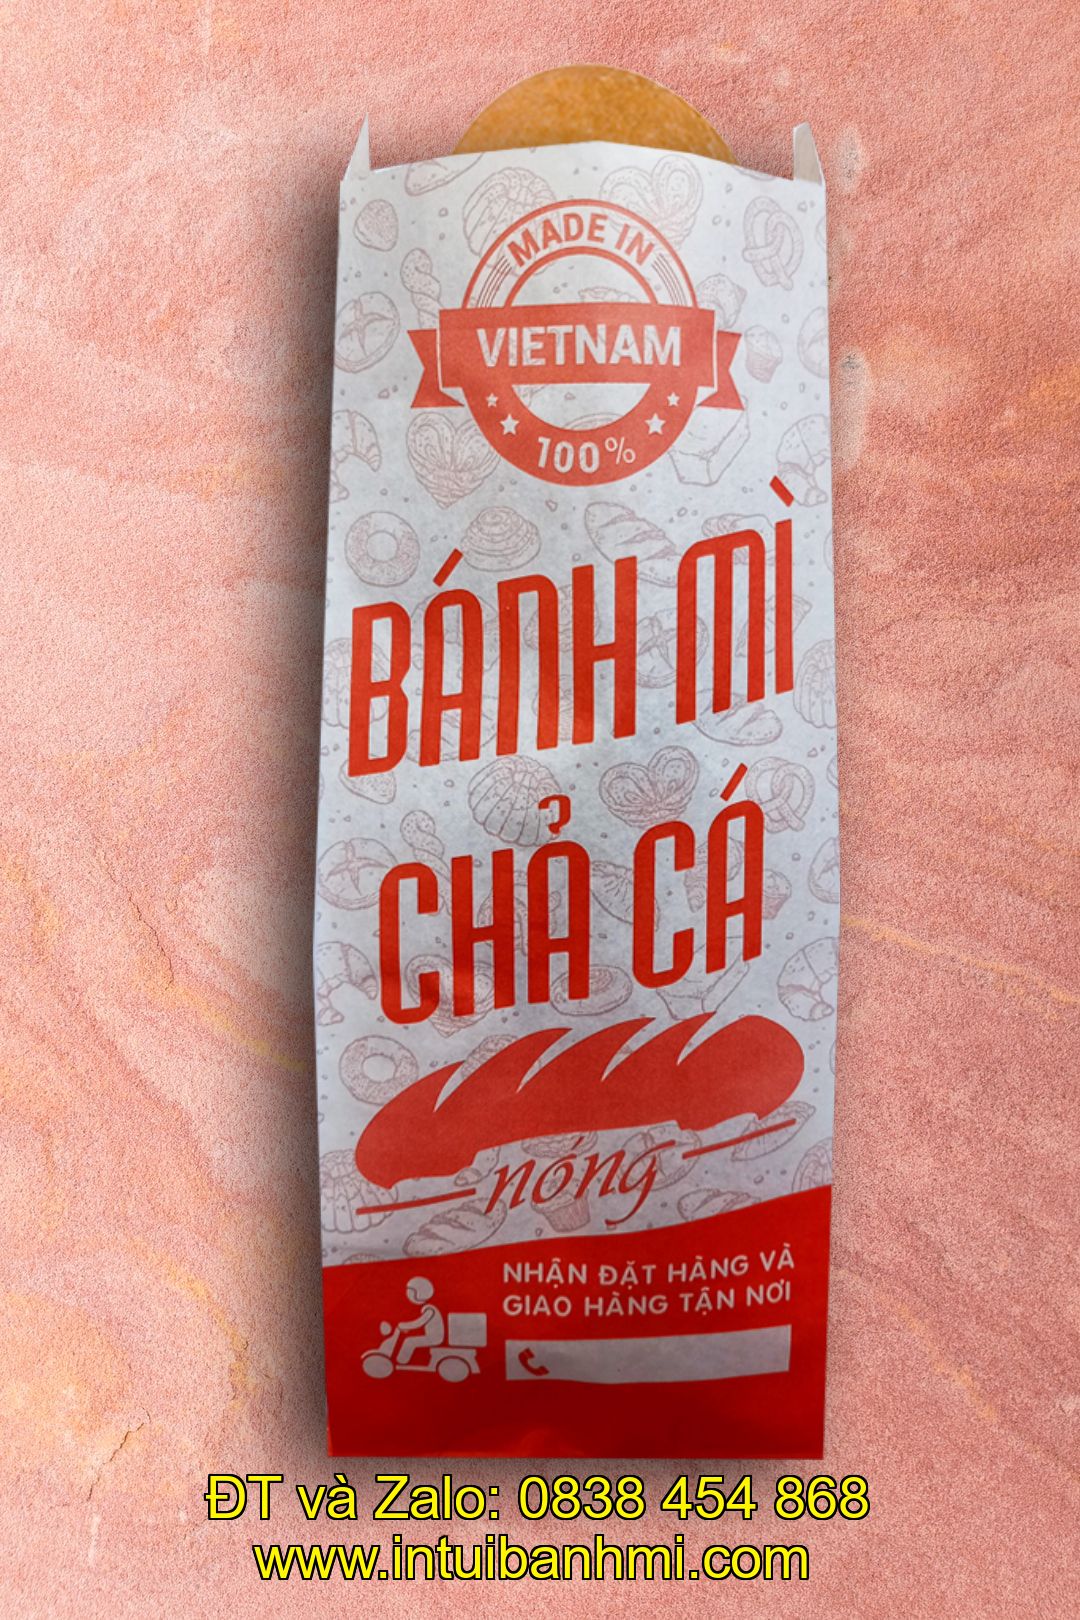 MADE IN
VIETNAM
100%
BÁNH MÌ
CHẢ CÁ
nóng
NHẬN ĐẶT HÀNG VÀ
GIAO HÀNG TẬN NƠI
ĐT và Zalo: 0838 454 868
www.intuibanhmi.com